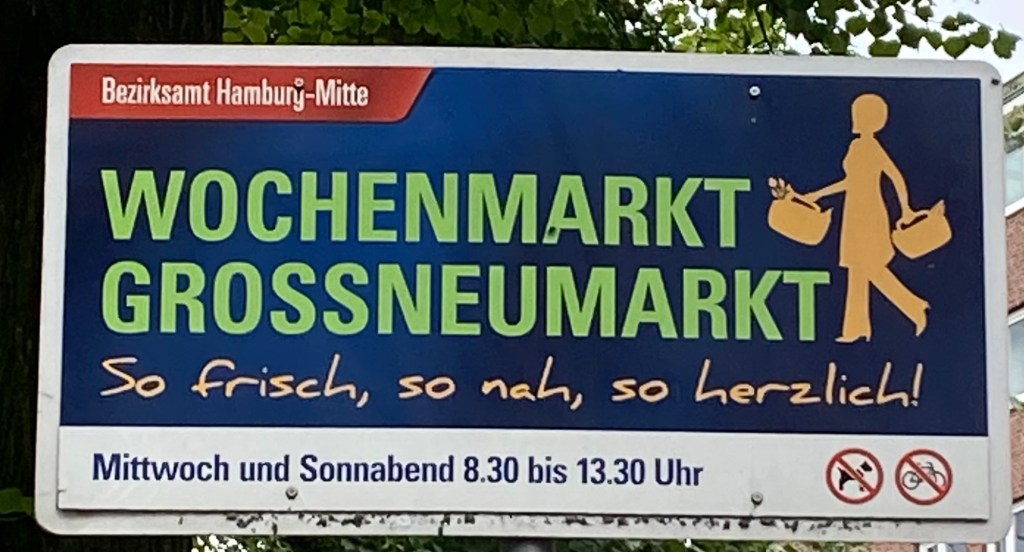 Bezirksamt Hamburg-Mitte
WOCHENMARKT
GROSSNEUMARKT
So frisch, so nah, so herzlich!
Mittwoch und Sonnabend 8.30 bis 13.30 Uhr